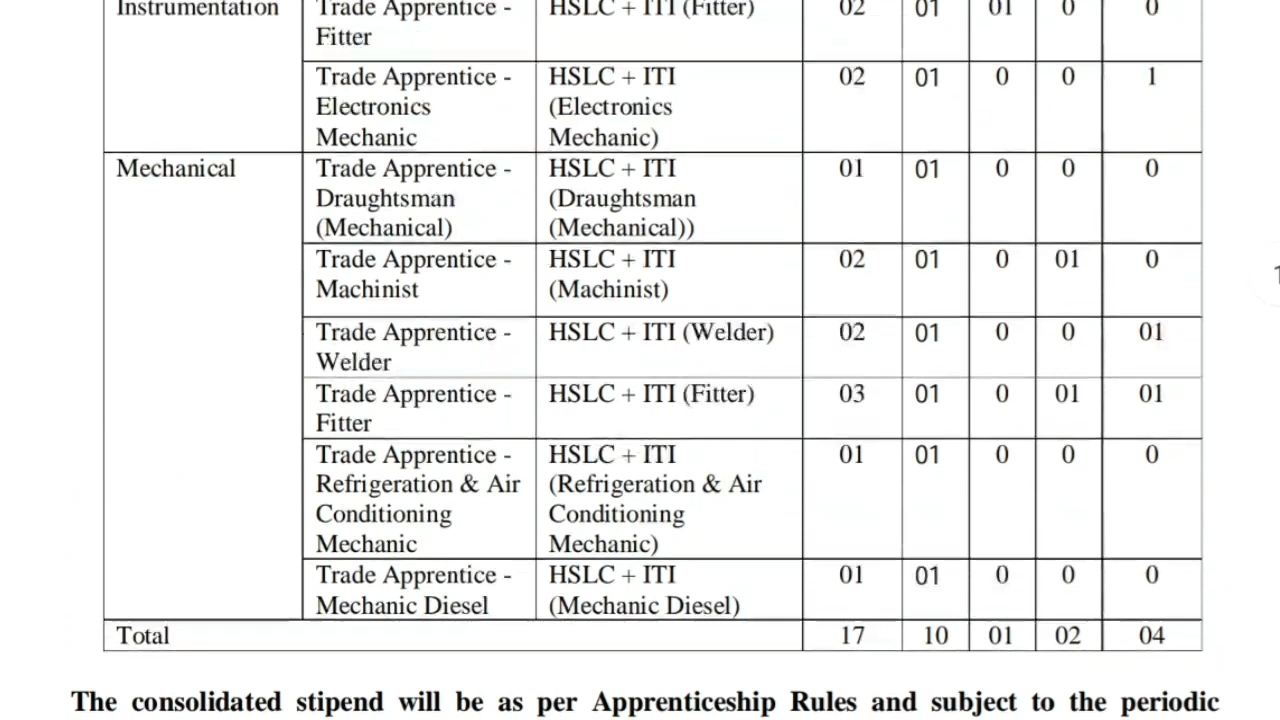 Instrumentation Trade Apprentice - HSLC + ITI (Fitter) 02 01 01 0 0
Fitter
Trade Apprentice - HSLC + ITI 02 01 0 0 1
Electronics (Electronics
Mechanic Mechanic)
Mechanical Trade Apprentice - HSLC + ITI 01 01 0 0 0
Draughtsman (Draughtsman
(Mechanical) (Mechanical))
Trade Apprentice - HSLC + ITI 02 01 0 01 0
Machinist (Machinist)
Trade Apprentice - HSLC + ITI (Welder) 02 01 0 0 01
Welder
Trade Apprentice - HSLC + ITI (Fitter) 03 01 0 01 01
Fitter
Trade Apprentice - HSLC + ITI 01 01 0 0 0
Refrigeration & Air (Refrigeration & Air
Conditioning Conditioning
Mechanic Mechanic)
Trade Apprentice - HSLC + ITI 01 01 0 0 0
Mechanic Diesel (Mechanic Diesel)
Total 17 10 01 02 04
The consolidated stipend will be as per Apprenticeship Rules and subject to the periodic